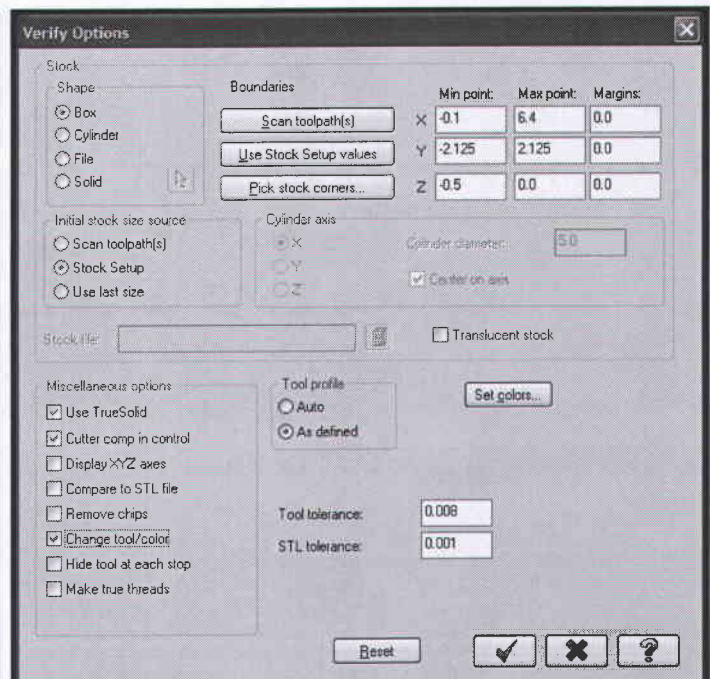 Verify Options
Stock
Shape
Box
Cylinder
File
Solid
Boundaries
Scan toolpath(s)
Use Stock Setup values
Pick stock corners...
Min point: Max point: Margins:
X -0.1 6.4 0.0
Y -2.125 2.125 0.0
Z -0.5 0.0 0.0
Initial stock size source
Scan toolpath(s)
Stock Setup
Use last size
Cylinder axis
X
Y
Z
Cylinder diameter: 5.0
Center on axis
Stock file:
Translucent stock
Miscellaneous options
Use TrueSolid
Cutter comp in control
Display XYZ axes
Compare to STL file
Remove chips
Change tool/color
Hide tool at each stop
Make true threads
Tool profile
Auto
As defined
Set colors...
Tool tolerance: 0.008
STL tolerance: 0.001
Reset
?